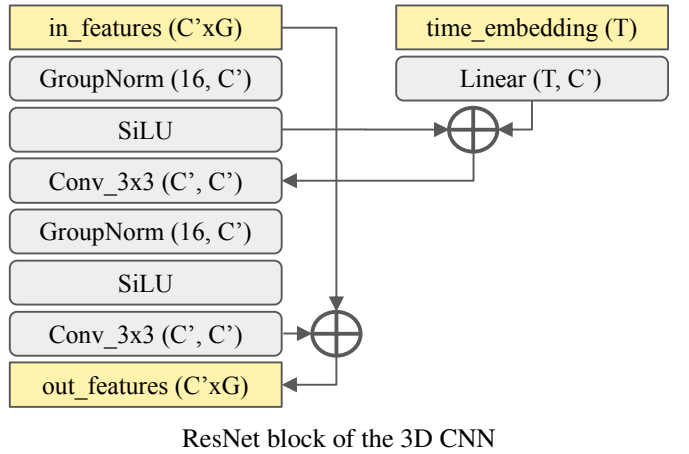 in_features (C’xG)
time_embedding (T)
GroupNorm (16, C’)
Linear (T, C’)
SiLU
Conv_3x3 (C’, C’)
GroupNorm (16, C’)
SiLU
Conv_3x3 (C’, C’)
out_features (C’xG)
ResNet block of the 3D CNN